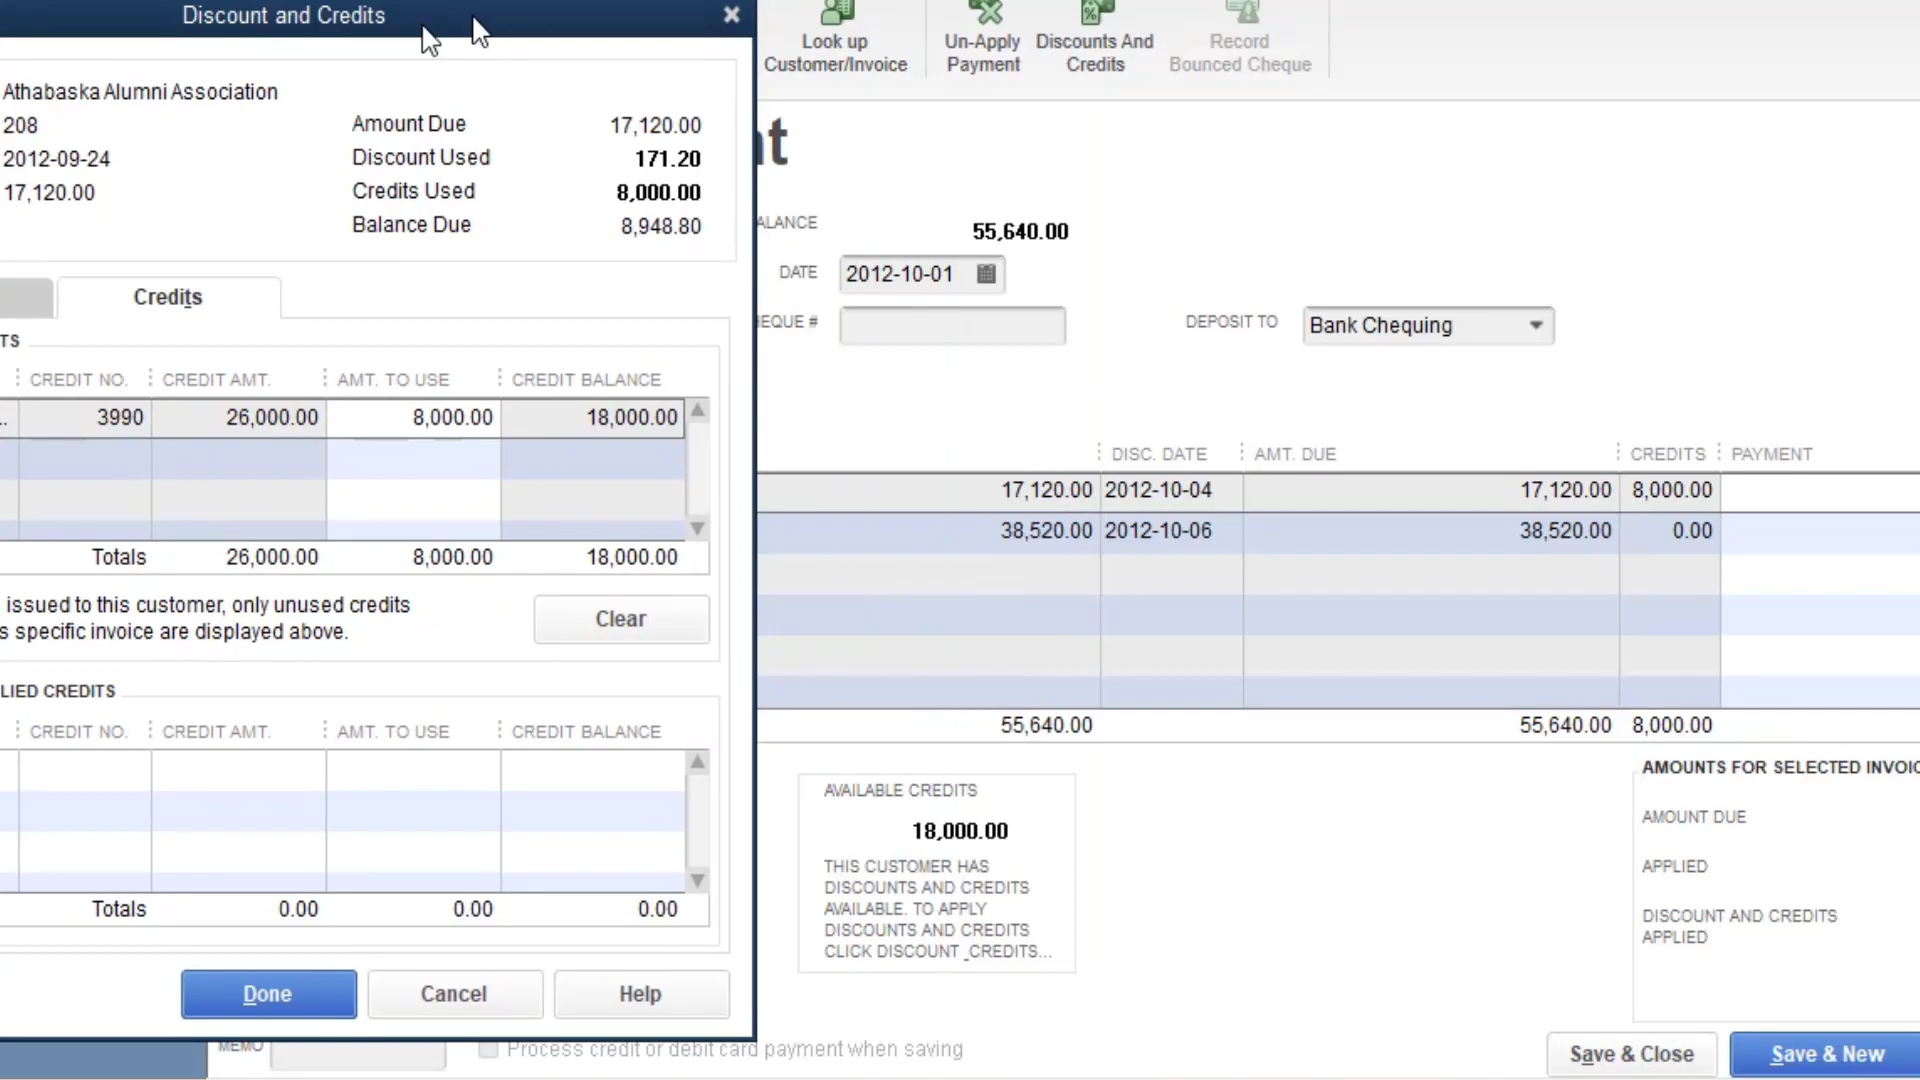 Discount and Credits
Athabaska Alumni Association
208
Amount Due 17,120.00
2012-09-24
Discount Used 171.20
17,120.00
Credits Used 8,000.00
Balance Due 8,948.80
Credits
TS
CREDIT NO. CREDIT AMT. AMT. TO USE CREDIT BALANCE
.. 3990 26,000.00 8,000.00 18,000.00
Totals 26,000.00 8,000.00 18,000.00
issued to this customer, only unused credits
s specific invoice are displayed above.
Clear
LIED CREDITS
CREDIT NO. CREDIT AMT. AMT. TO USE CREDIT BALANCE
Totals 0.00 0.00 0.00
Done Cancel Help
Look up
Customer/Invoice
Un-Apply
Payment
Discounts And
Credits
Record
Bounced Cheque
nt
ALANCE 55,640.00
DATE 2012-10-01
HEQUE #
DEPOSIT TO Bank Chequing
DISC. DATE AMT. DUE CREDITS PAYMENT
17,120.00 2012-10-04 17,120.00 8,000.00
38,520.00 2012-10-06 38,520.00 0.00
55,640.00 55,640.00 8,000.00
AVAILABLE CREDITS
18,000.00
THIS CUSTOMER HAS
DISCOUNTS AND CREDITS
AVAILABLE. TO APPLY
DISCOUNTS AND CREDITS
CLICK DISCOUNT _CREDITS...
AMOUNTS FOR SELECTED INVOIC
AMOUNT DUE
APPLIED
DISCOUNT AND CREDITS
APPLIED
MEMO
Process credit or debit card payment when saving
Save & Close Save & New